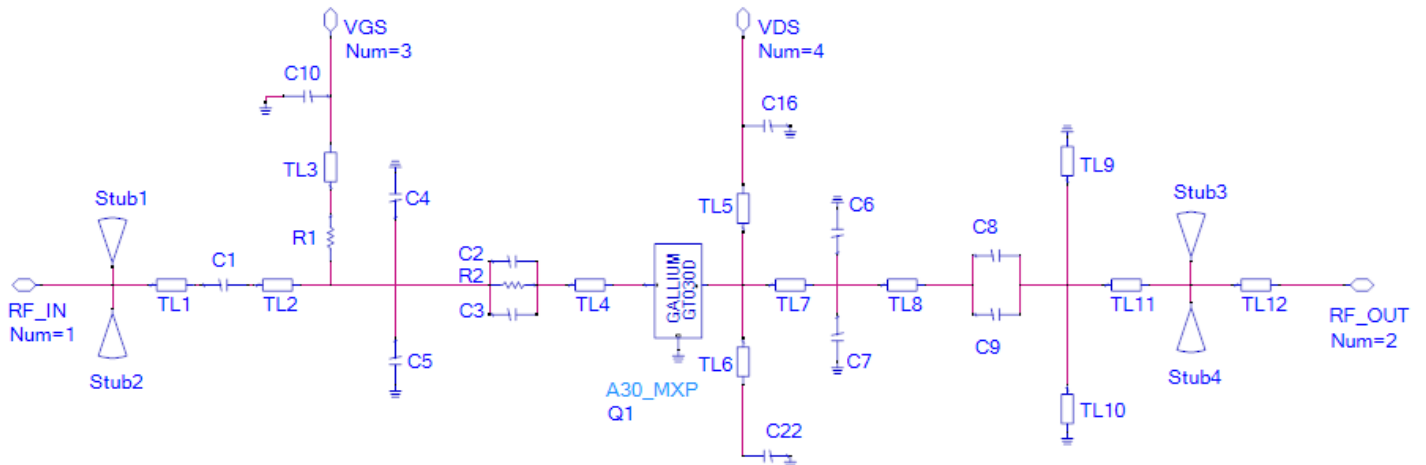 VGS
Num=3
VDS
Num=4
C10
C16
TL3
TL9
Stub1
C4
TL5
C6
Stub3
R1
C8
C1
C2
R2
GALLIUM
GT030D
RF_IN
Num=1
TL1
TL2
C3
TL4
TL7
TL8
TL11
TL12
RF_OUT
Num=2
C9
Stub2
C5
TL6
C7
Stub4
A30_MXP
Q1
TL10
C22